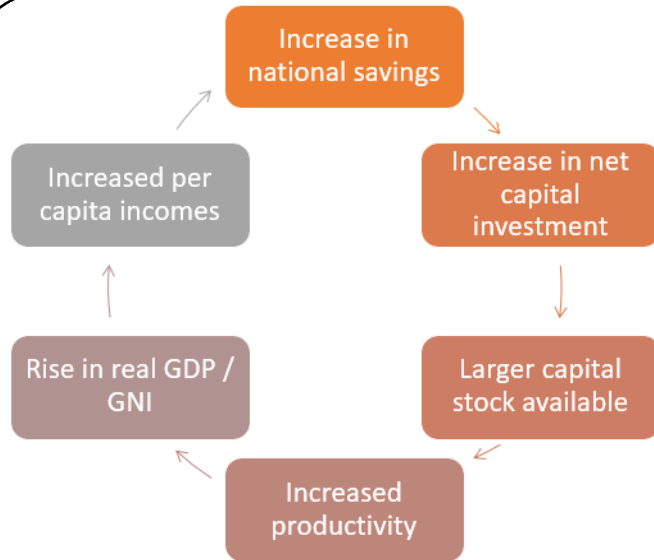 Increase in
national savings
Increase in net
capital
investment
Larger capital
stock available
Increased
productivity
Rise in real GDP /
GNI
Increased per
capita incomes